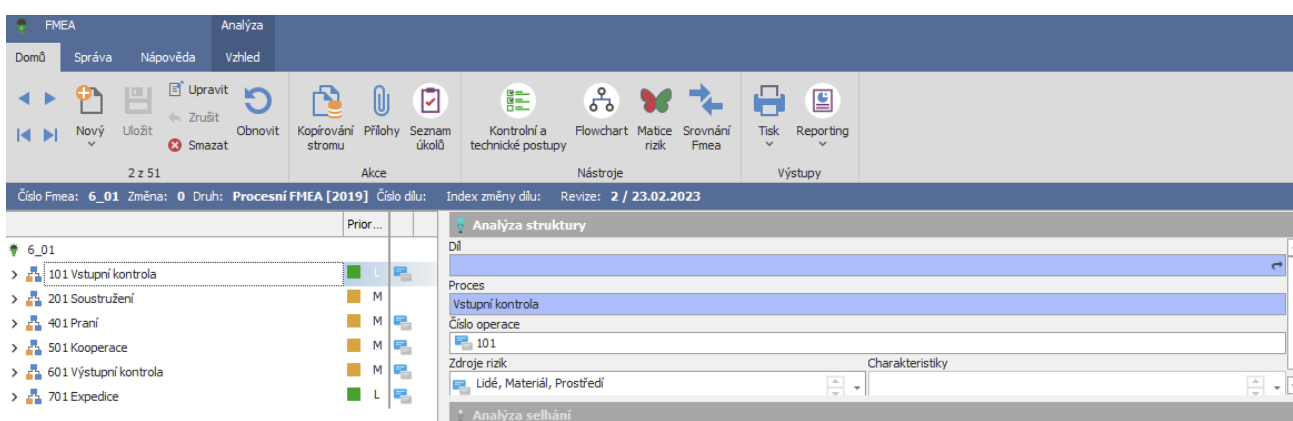 FMEA Analýza
Domů Správa Nápověda Vzhled
Nový Uložit Upravit Zrušit Smazat Obnovit
2 z 51
Kopírování stromu Přílohy Seznam úkolů
Akce
Kontrolní a technické postupy Flowchart Matice rizik Srovnání Fmea
Nástroje
Tisk Reporting
Výstupy
Číslo Fmea: 6_01 Změna: 0 Druh: Procesní FMEA [2019] Číslo dílu: Index změny dílu: Revize: 2 / 23.02.2023
Prior...
6_01
101 Vstupní kontrola L
201 Soustružení M
401 Praní M
501 Kooperace M
601 Výstupní kontrola M
701 Expedice L
Analýza struktury
Díl
Proces
Vstupní kontrola
Číslo operace
101
Zdroje rizik Charakteristiky
Lidé, Materiál, Prostředí
Analýza selhání